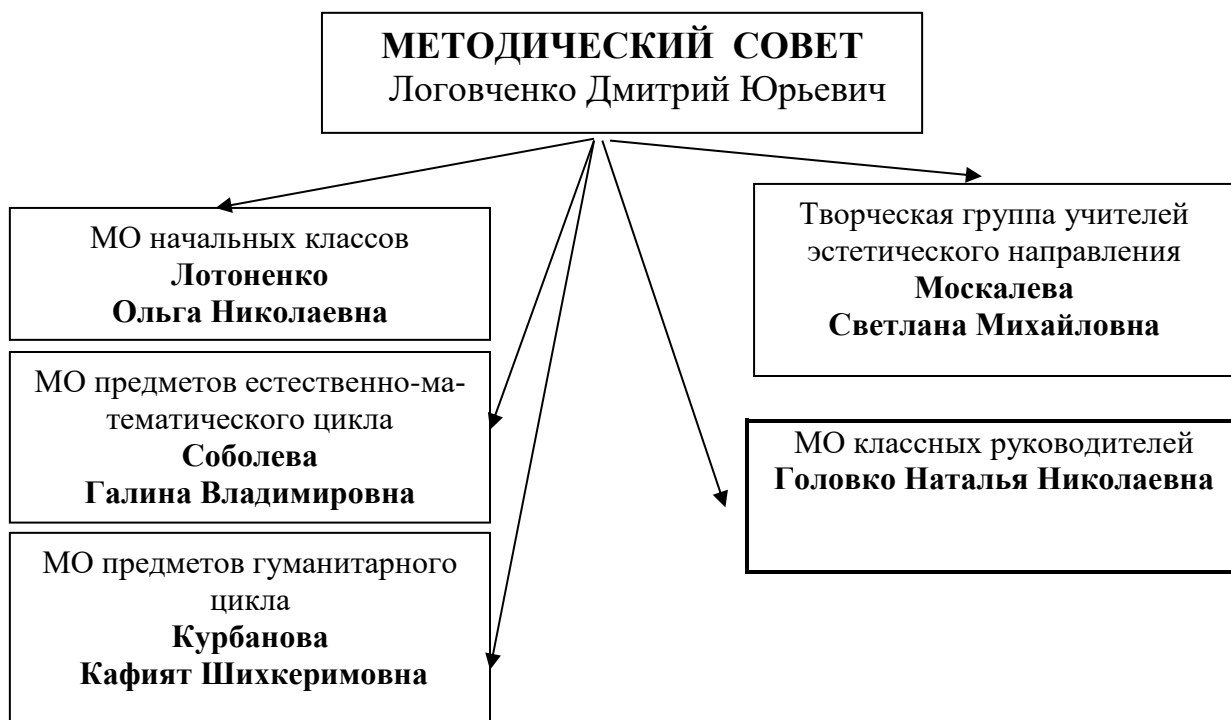 МЕТОДИЧЕСКИЙ СОВЕТ
Логовченко Дмитрий Юрьевич
МО начальных классов
Лотоненко
Ольга Николаевна
МО предметов естественно-ма-
тематического цикла
Соболева
Галина Владимировна
МО предметов гуманитарного
цикла
Курбанова
Кафият Шихкеримовна
Творческая группа учителей
эстетического направления
Москалева
Светлана Михайловна
МО классных руководителей
Головко Наталья Николаевна